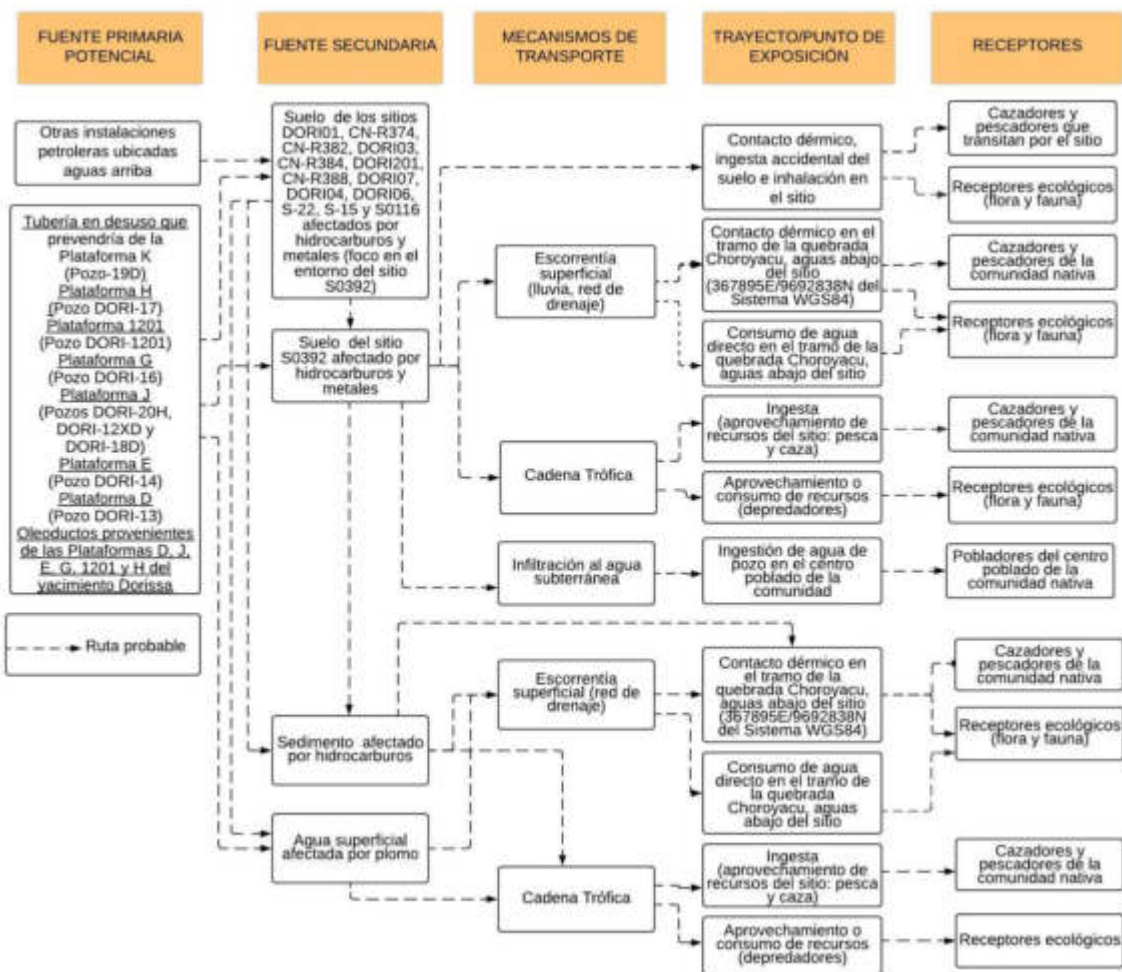 FUENTE PRIMARIA
POTENCIAL
FUENTE SECUNDARIA
MECANISMOS DE
TRANSPORTE
TRAYECTO/PUNTO DE
EXPOSICIÓN
RECEPTORES
Otras instalaciones
petroleras ubicadas
aguas arriba
Tubería en desuso que
prevendría de la
Plataforma K
(Pozo-19D)
Plataforma H
(Pozo DORI-17)
Plataforma 1201
(Pozo DORI-1201)
Plataforma G
(Pozo DORI-16)
Plataforma J
(Pozos DORI-20H,
DORI-12XD y
DORI-18D)
Plataforma E
(Pozo DORI-14)
Plataforma D
(Pozo DORI-13)
Oleoductos provenientes
de las Plataformas D, J,
E, G, 1201 y H del
yacimiento Dorissa
Ruta probable
Suelo de los sitios
DORI01, CN-R374,
CN-R382, DORI03,
CN-R384, DORI201,
CN-R388, DORI07,
DORI04, DORI06,
S-22, S-15 y S0116
afectados por
hidrocarburos y
metales (foco en el
entorno del sitio
S0392)
Suelo del sitio
S0392 afectado por
hidrocarburos y
metales
Sedimento afectado
por hidrocarburos
Agua superficial
afectada por plomo
Escorrentía
superficial
(lluvia, red de
drenaje)
Cadena Trófica
Infiltración al agua
subterránea
Escorrentía
superficial (red de
drenaje)
Cadena Trófica
Contacto dérmico,
ingesta accidental del
suelo e inhalación en
el sitio
Contacto dérmico en el
tramo de la quebrada
Choroyacu, aguas abajo
del sitio
(367895E/9692838N del
Sistema WGS84)
Consumo de agua
directo en el tramo de la
quebrada Choroyacu,
aguas abajo del sitio
Ingesta
(aprovechamiento de
recursos del sitio: pesca
y caza)
Aprovechamiento o
consumo de recursos
(depredadores)
Ingestión de agua de
pozo en el centro
poblado de la
comunidad
Contacto dérmico en
el tramo de la
quebrada Choroyacu,
aguas abajo del sitio
(367895E/9692838N
del Sistema WGS84)
Consumo de agua
directo en el tramo de
la quebrada
Choroyacu, aguas
abajo del sitio
Ingesta
(aprovechamiento de
recursos del sitio: pesca
y caza)
Aprovechamiento o
consumo de recursos
(depredadores)
Cazadores y
pescadores que
transitan por el sitio
Receptores ecológicos
(flora y fauna)
Cazadores y
pescadores de la
comunidad nativa
Receptores ecológicos
(flora y fauna)
Cazadores y
pescadores de la
comunidad nativa
Receptores ecológicos
(flora y fauna)
Pobladores del centro
poblado de la
comunidad nativa
Cazadores y
pescadores de la
comunidad nativa
Receptores ecológicos
(flora y fauna)
Cazadores y
pescadores de la
comunidad nativa
Receptores ecológicos